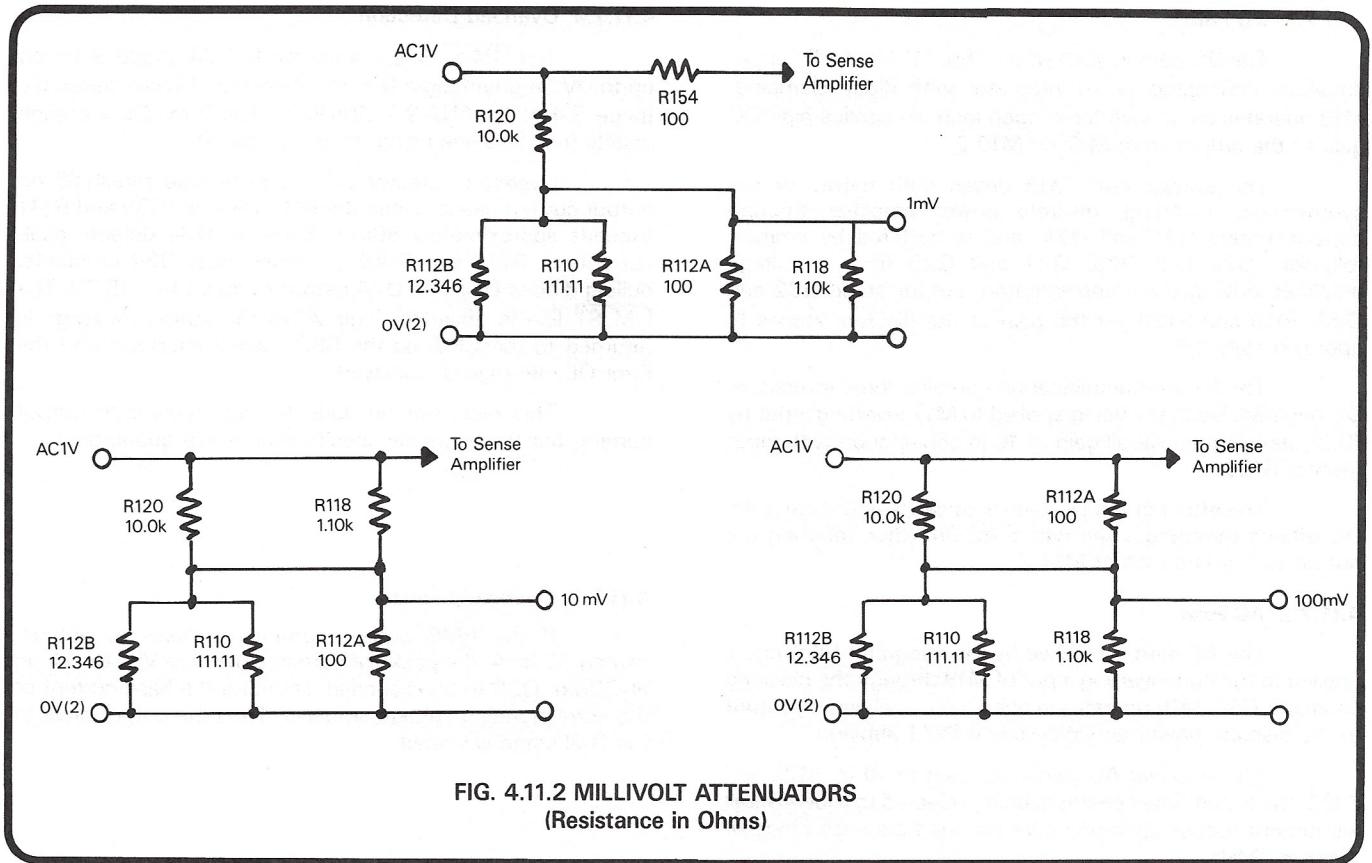 AC1V
To Sense
Amplifier
R154
100
R120
10.0k
1mV
R112B
12.346
R110
111.11
R112A
100
R118
1.10k
0V(2)
AC1V
To Sense
Amplifier
R120
10.0k
R118
1.10k
10 mV
R112B
12.346
R110
111.11
R112A
100
0V(2)
AC1V
To Sense
Amplifier
R120
10.0k
R112A
100
100mV
R112B
12.346
R110
111.11
R118
1.10k
0V(2)
FIG. 4.11.2 MILLIVOLT ATTENUATORS
(Resistance in Ohms)